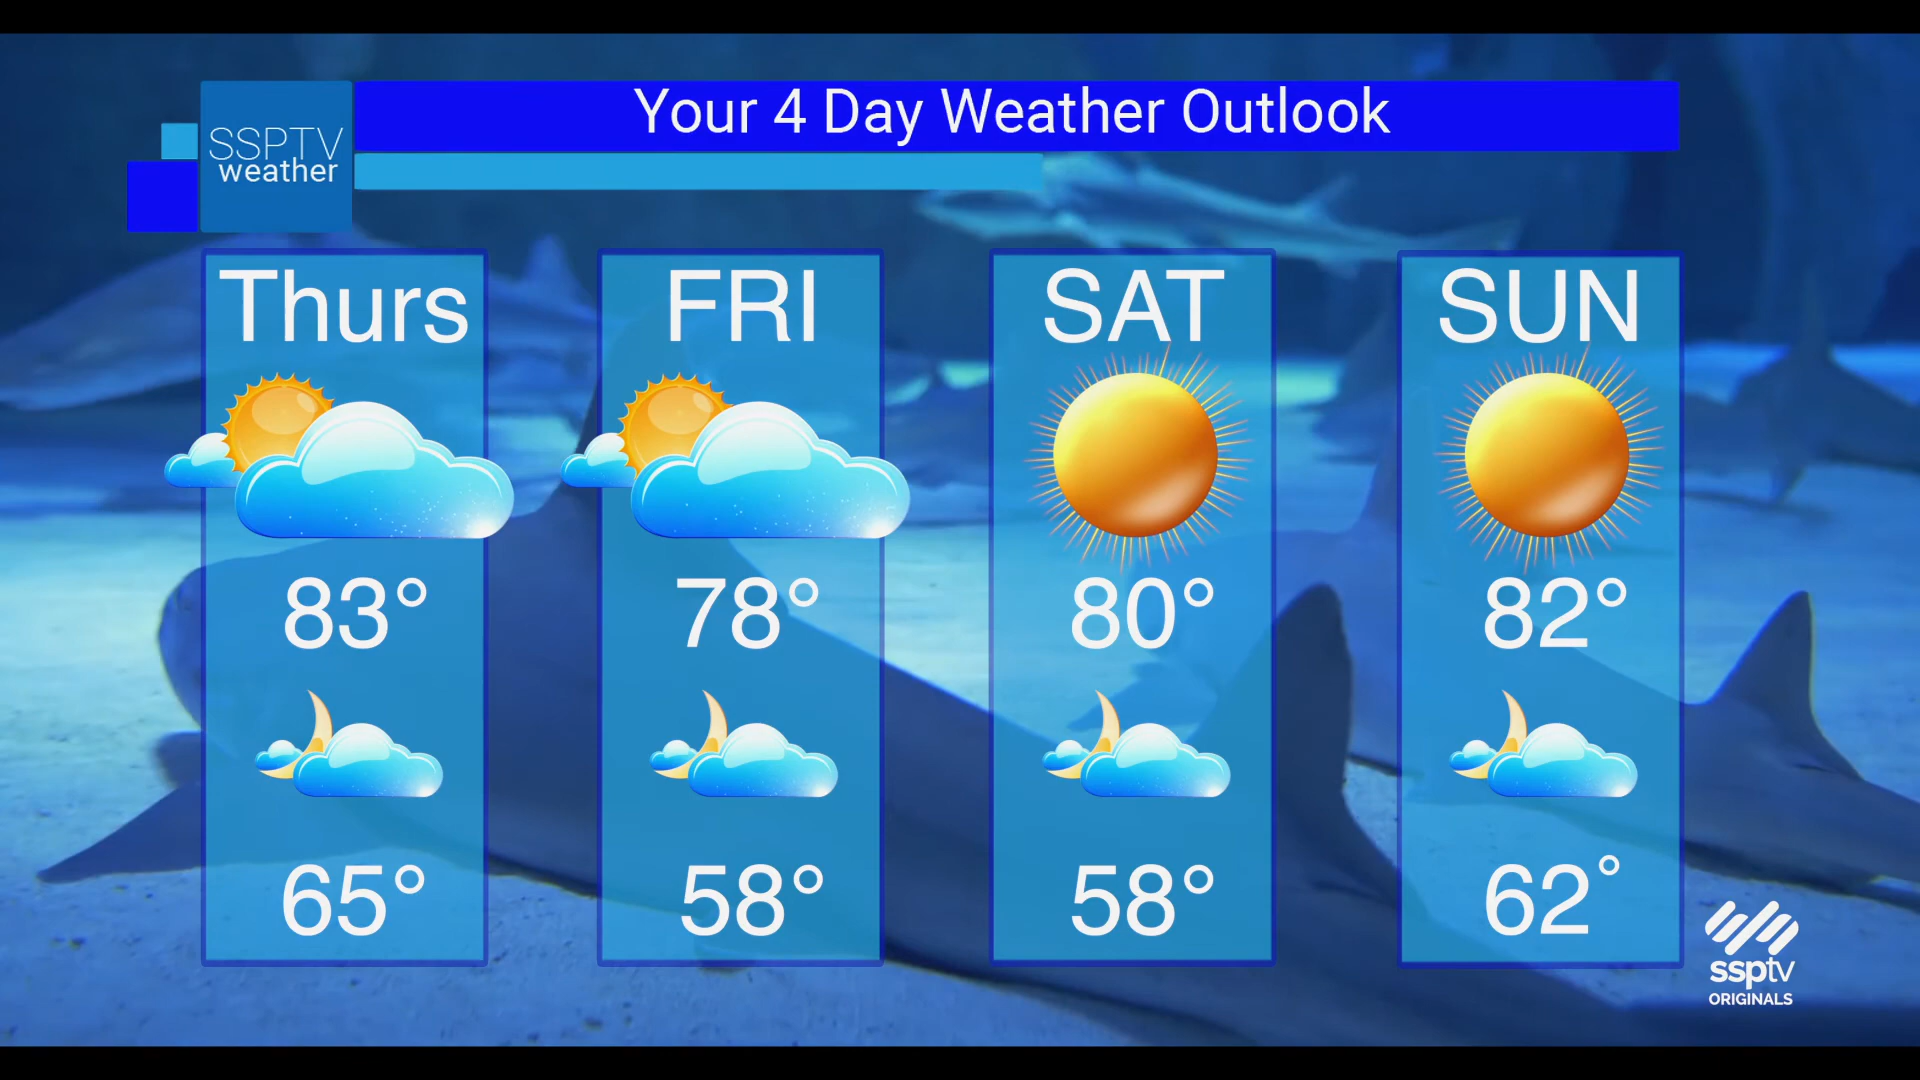 Your 4 Day Weather Outlook
SSPTV
weather
Thurs
83°
65°
FRI
78°
58°
SAT
80°
58°
SUN
82°
62°
ssptv
ORIGINALS